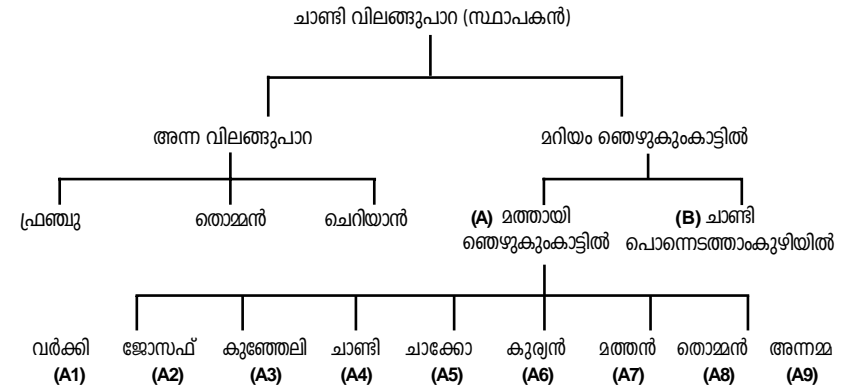 ചാണ്ടി വിലങ്ങുപാറ (സ്ഥാപകൻ)
അന്ന വിലങ്ങുപാറ
മറിയം ഞെഴുകുംകാട്ടിൽ
ഫ്രഞ്ചു
തൊമ്മൻ
ചെറിയാൻ
(A) മത്തായി
ഞെഴുകുംകാട്ടിൽ
(B) ചാണ്ടി
പൊന്നെടത്താംകുഴിയിൽ
വർക്കി
(A1)
ജോസഫ്
(A2)
കുഞ്ഞേലി
(A3)
ചാണ്ടി
(A4)
ചാക്കോ
(A5)
കുര്യൻ
(A6)
മത്തൻ
(A7)
തൊമ്മൻ
(A8)
അന്നമ്മ
(A9)